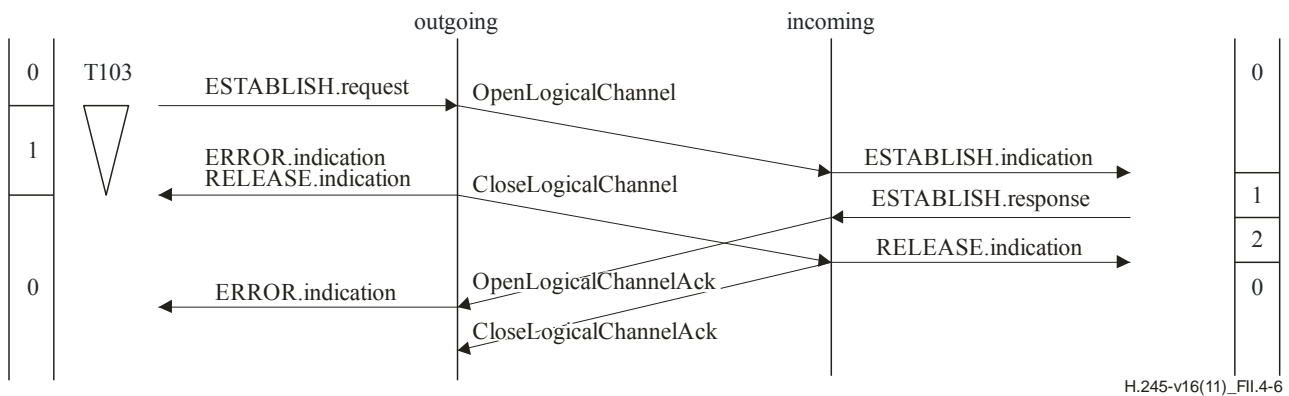 outgoing
incoming
0
T103
0
ESTABLISH.request
OpenLogicalChannel
1
ERROR.indication
RELEASE.indication
ESTABLISH.indication
CloseLogicalChannel
ESTABLISH.response
1
RELEASE.indication
2
0
ERROR.indication
OpenLogicalChannelAck
0
CloseLogicalChannelAck
H.245-v16(11)_FII.4-6